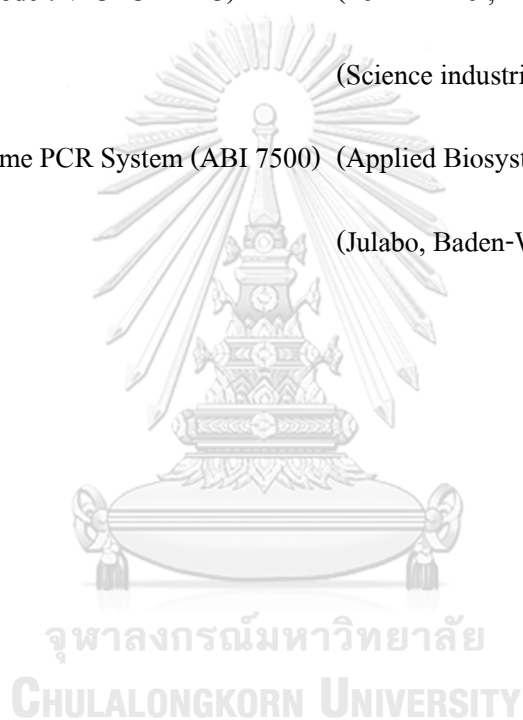 (Science industri
me PCR System (ABI 7500) (Applied Biosyst
(Julabo, Baden-W
จุฬาลงกรณ์มหาวิทยาลัย
CHULALONGKORN UNIVERSITY